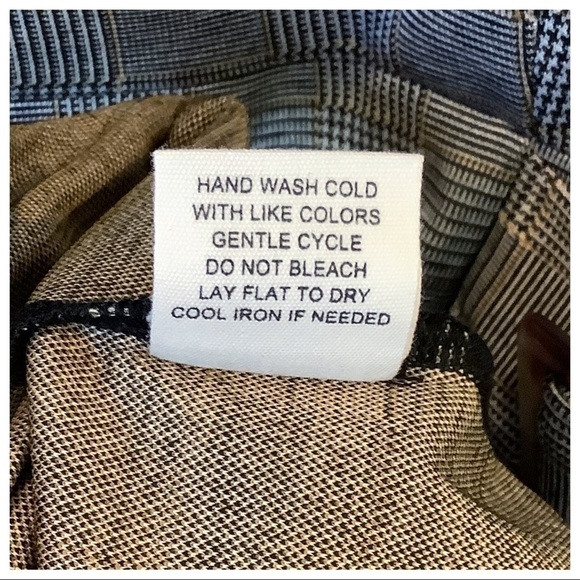 HAND WASH COLD
WITH LIKE COLORS
GENTLE CYCLE
DO NOT BLEACH
LAY FLAT TO DRY
COOL IRON IF NEEDED